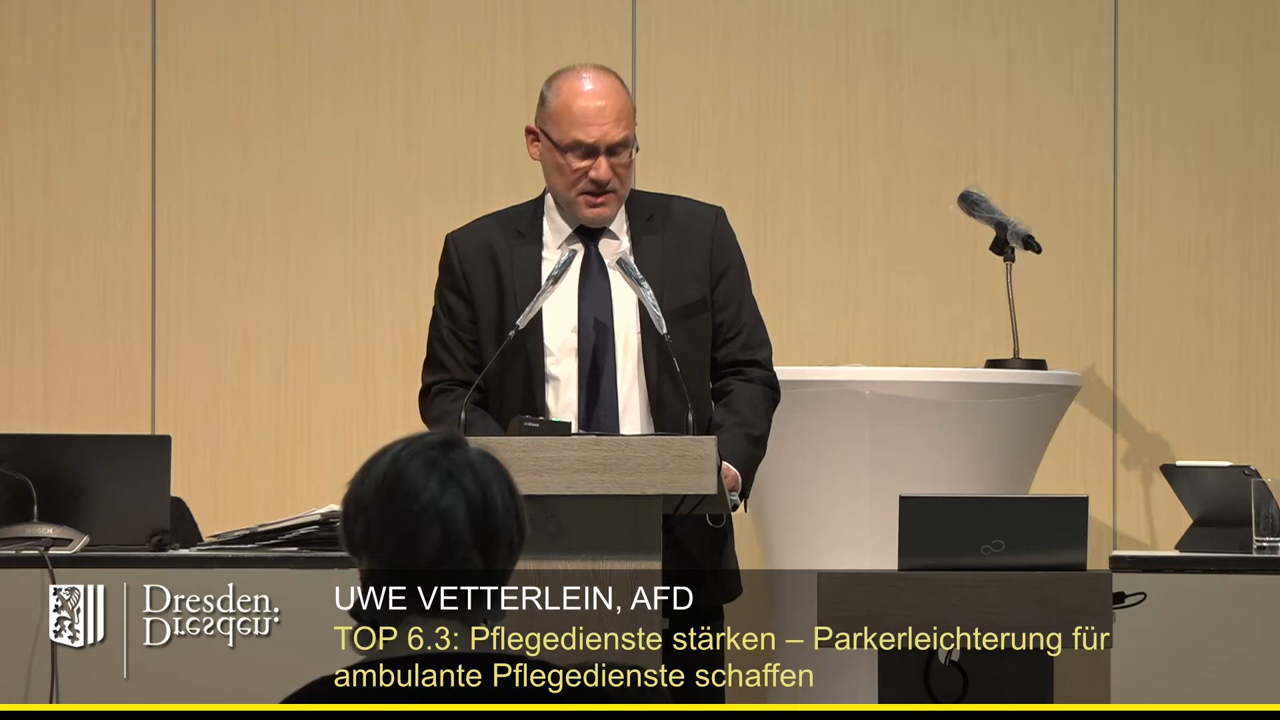 BOSCH
Dresden.
Dresden.
UWE VETTERLEIN, AFD
TOP 6.3: Pflegedienste stärken – Parkerleichterung für
ambulante Pflegedienste schaffen